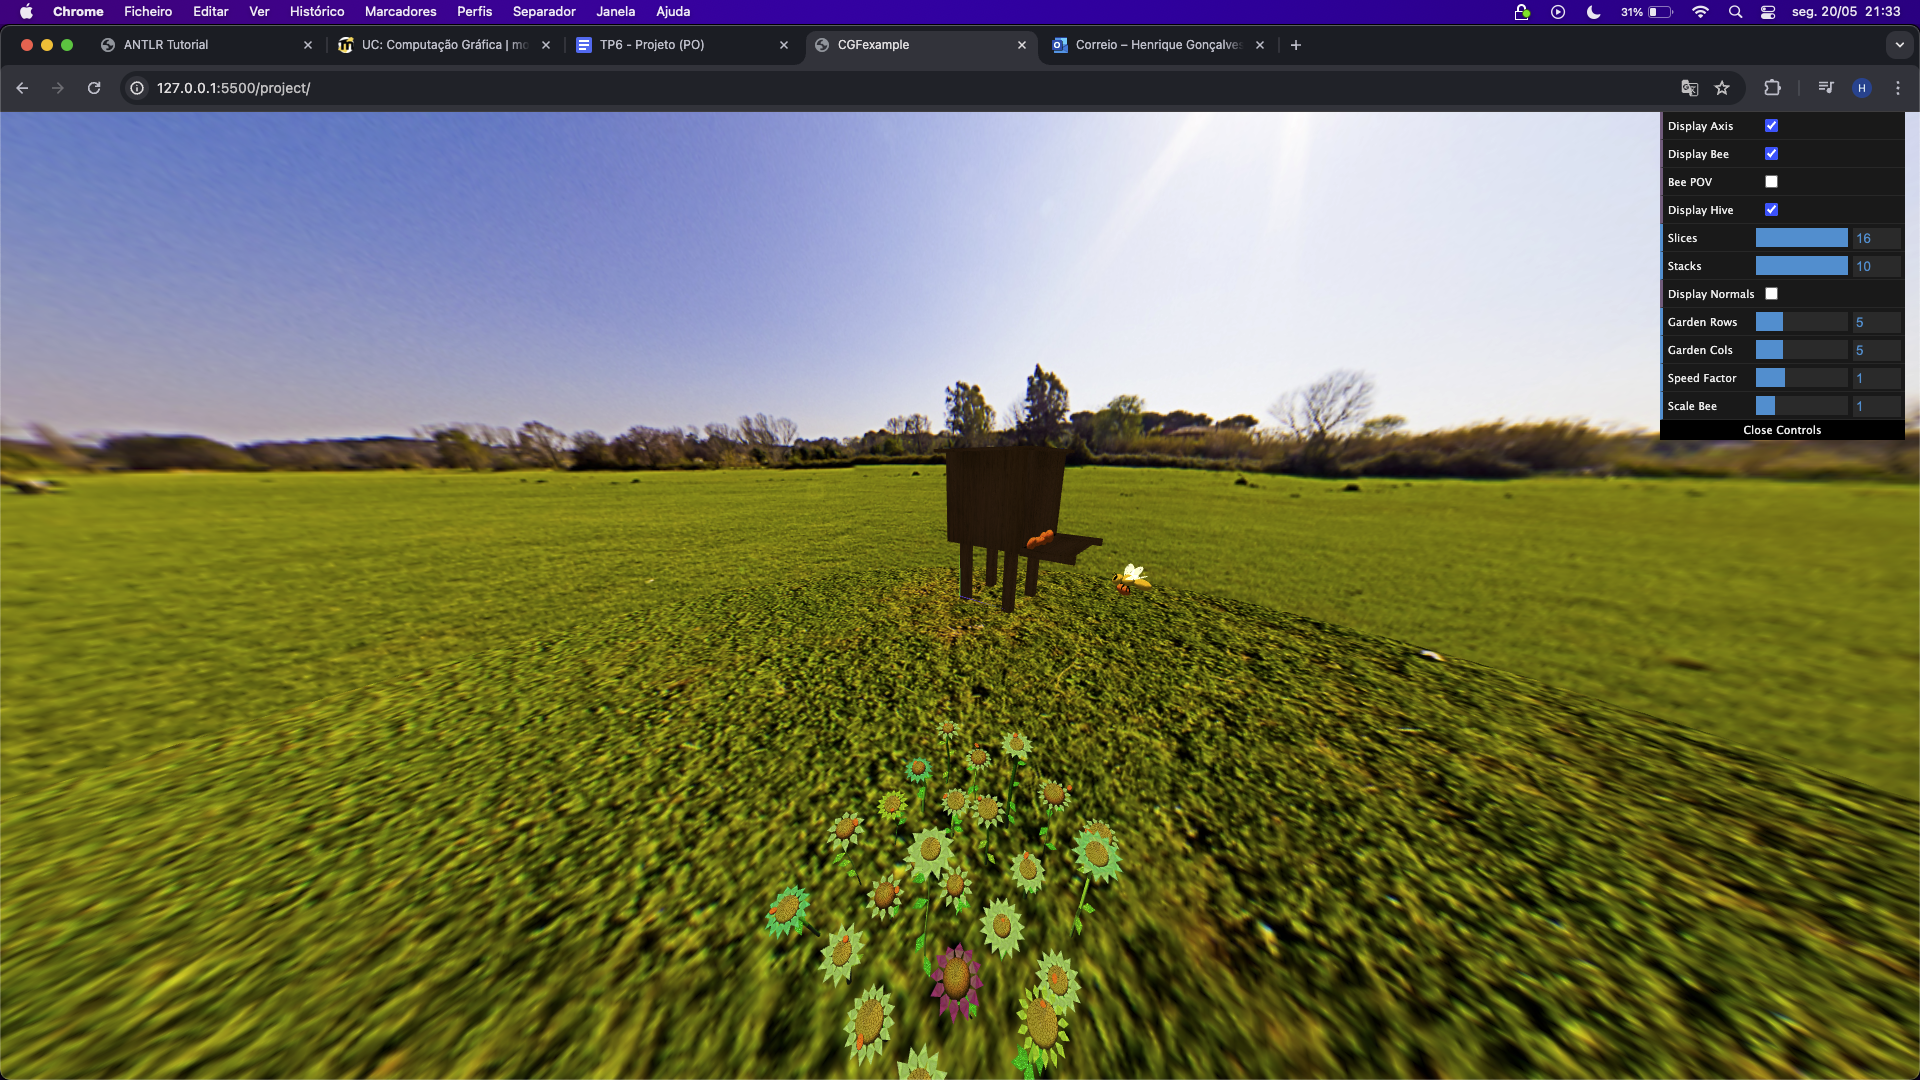 Chrome Ficheiro Editar Ver Histórico Marcadores Perfis Separador Janela Ajuda 31% seg. 20/05 21:33
ANTLR Tutorial UC: Computação Gráfica | mo TP6 - Projeto (PO) CGFexample Correio – Henrique Gonçalves
127.0.0.1:5500/project/ H
Display Axis
Display Bee
Bee POV
Display Hive
Slices 16
Stacks 10
Display Normals
Garden Rows 5
Garden Cols 5
Speed Factor 1
Scale Bee 1
Close Controls